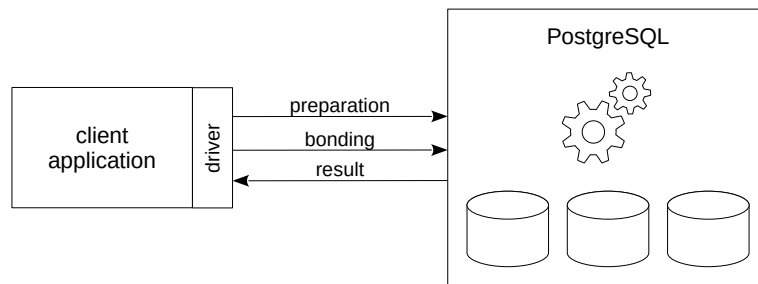 PostgreSQL
client
application
driver
preparation
bonding
result